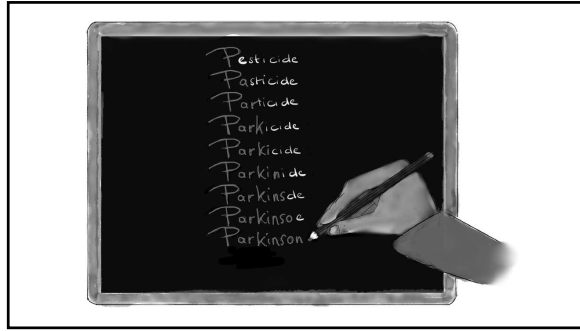 Pesticide
Pasticide
Particide
Parkicide
Parkicide
Parkinide
Parkinsde
Parkinsoe
Parkinson